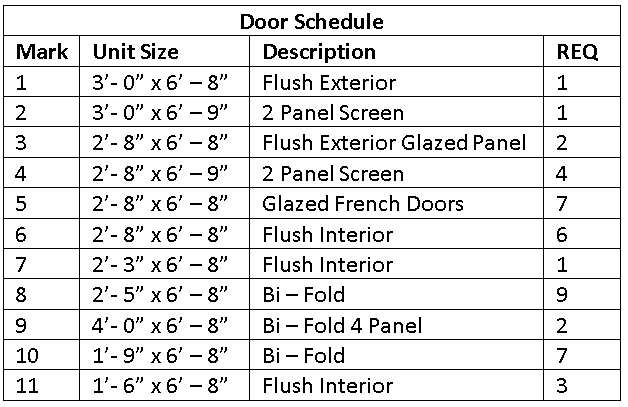 Door Schedule
Mark Unit Size Description REQ
1 3’- 0” x 6’ – 8” Flush Exterior 1
2 3’- 0” x 6’ – 9” 2 Panel Screen 1
3 2’- 8” x 6’ – 8” Flush Exterior Glazed Panel 2
4 2’- 8” x 6’ – 9” 2 Panel Screen 4
5 2’- 8” x 6’ – 8” Glazed French Doors 7
6 2’- 8” x 6’ – 8” Flush Interior 6
7 2’- 3” x 6’ – 8” Flush Interior 1
8 2’- 5” x 6’ – 8” Bi – Fold 9
9 4’- 0” x 6’ – 8” Bi – Fold 4 Panel 2
10 1’- 9” x 6’ – 8” Bi – Fold 7
11 1’- 6” x 6’ – 8” Flush Interior 3